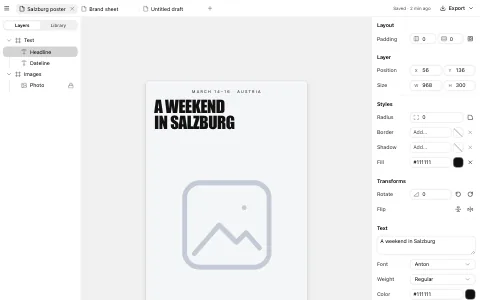 Salzburg poster
Brand sheet
Untitled draft
Saved · 2 min ago
Export
Layers
Library
Text
Headline
Dateline
Images
Photo
MARCH 14–16 · AUSTRIA
A WEEKEND
IN SALZBURG
Layout
Padding
0
0
Layer
Position
X 56
Y 136
Size
W 968
H 300
Styles
Radius
0
Border
Add...
Shadow
Add...
Fill
#111111
Transforms
Rotate
0
Flip
Text
A weekend in Salzburg
Font
Anton
Weight
Regular
Color
#111111